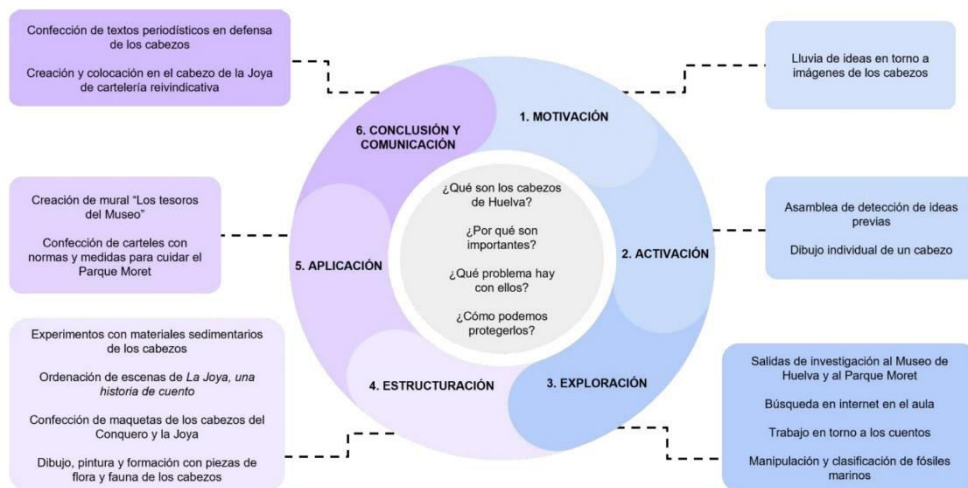 Confección de textos periodísticos en defensa
de los cabezos
Creación y colocación en el cabezo de la Joya
de cartelería reivindicativa
Lluvia de ideas en torno a
imágenes de los cabezos
1. MOTIVACIÓN
6. CONCLUSIÓN Y
COMUNICACIÓN
¿Qué son los cabezos
de Huelva?
¿Por qué son
importantes?
¿Qué problema hay
con ellos?
¿Cómo podemos
protegerlos?
Creación de mural “Los tesoros
del Museo”
Confección de carteles con
normas y medidas para cuidar el
Parque Moret
5. APLICACIÓN
2. ACTIVACIÓN
Asamblea de detección de ideas
previas
Dibujo individual de un cabezo
Experimentos con materiales sedimentarios
de los cabezos
Ordenación de escenas de La Joya, una
historia de cuento
Confección de maquetas de los cabezos del
Conquero y la Joya
Dibujo, pintura y formación con piezas de
flora y fauna de los cabezos
4. ESTRUCTURACIÓN
3. EXPLORACIÓN
Salidas de investigación al Museo de
Huelva y al Parque Moret
Búsqueda en internet en el aula
Trabajo en torno a los cuentos
Manipulación y clasificación de fósiles
marinos